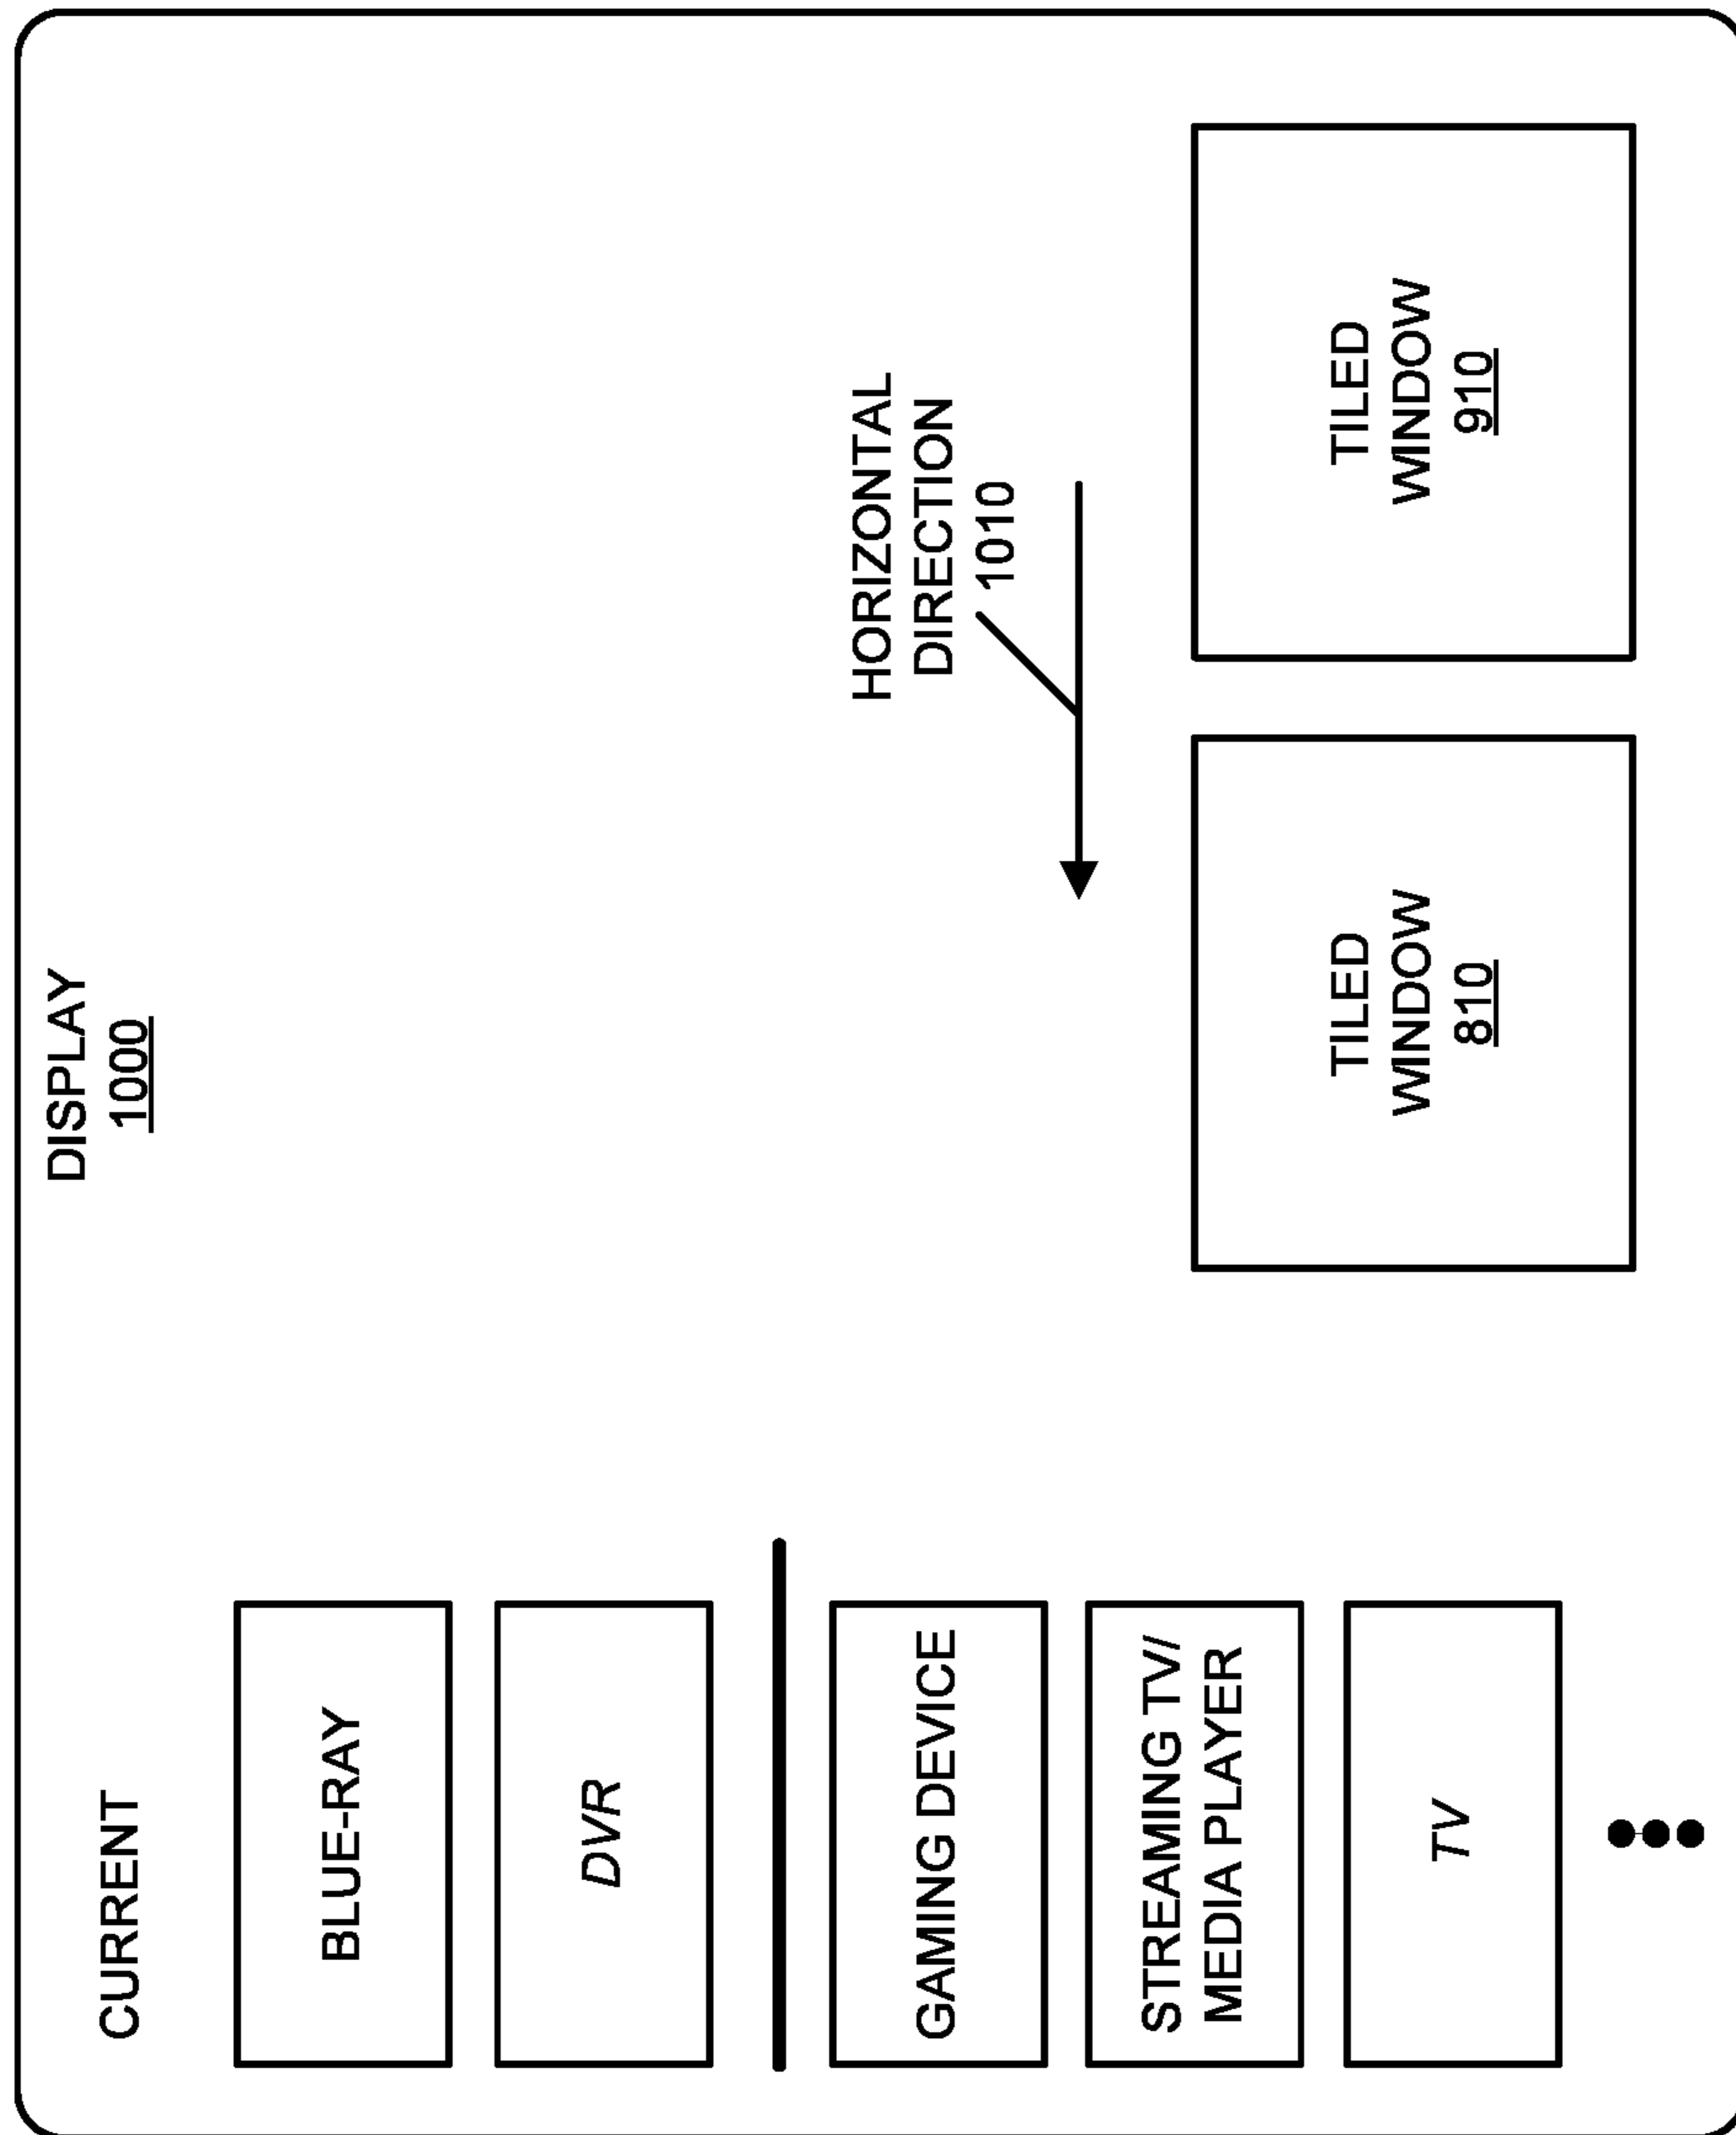 DISPLAY
1000
CURRENT
BLUE-RAY
DVR
GAMING DEVICE
STREAMING TV/
MEDIA PLAYER
TV
HORIZONTAL
DIRECTION
1010
TILED
WINDOW
810
TILED
WINDOW
910